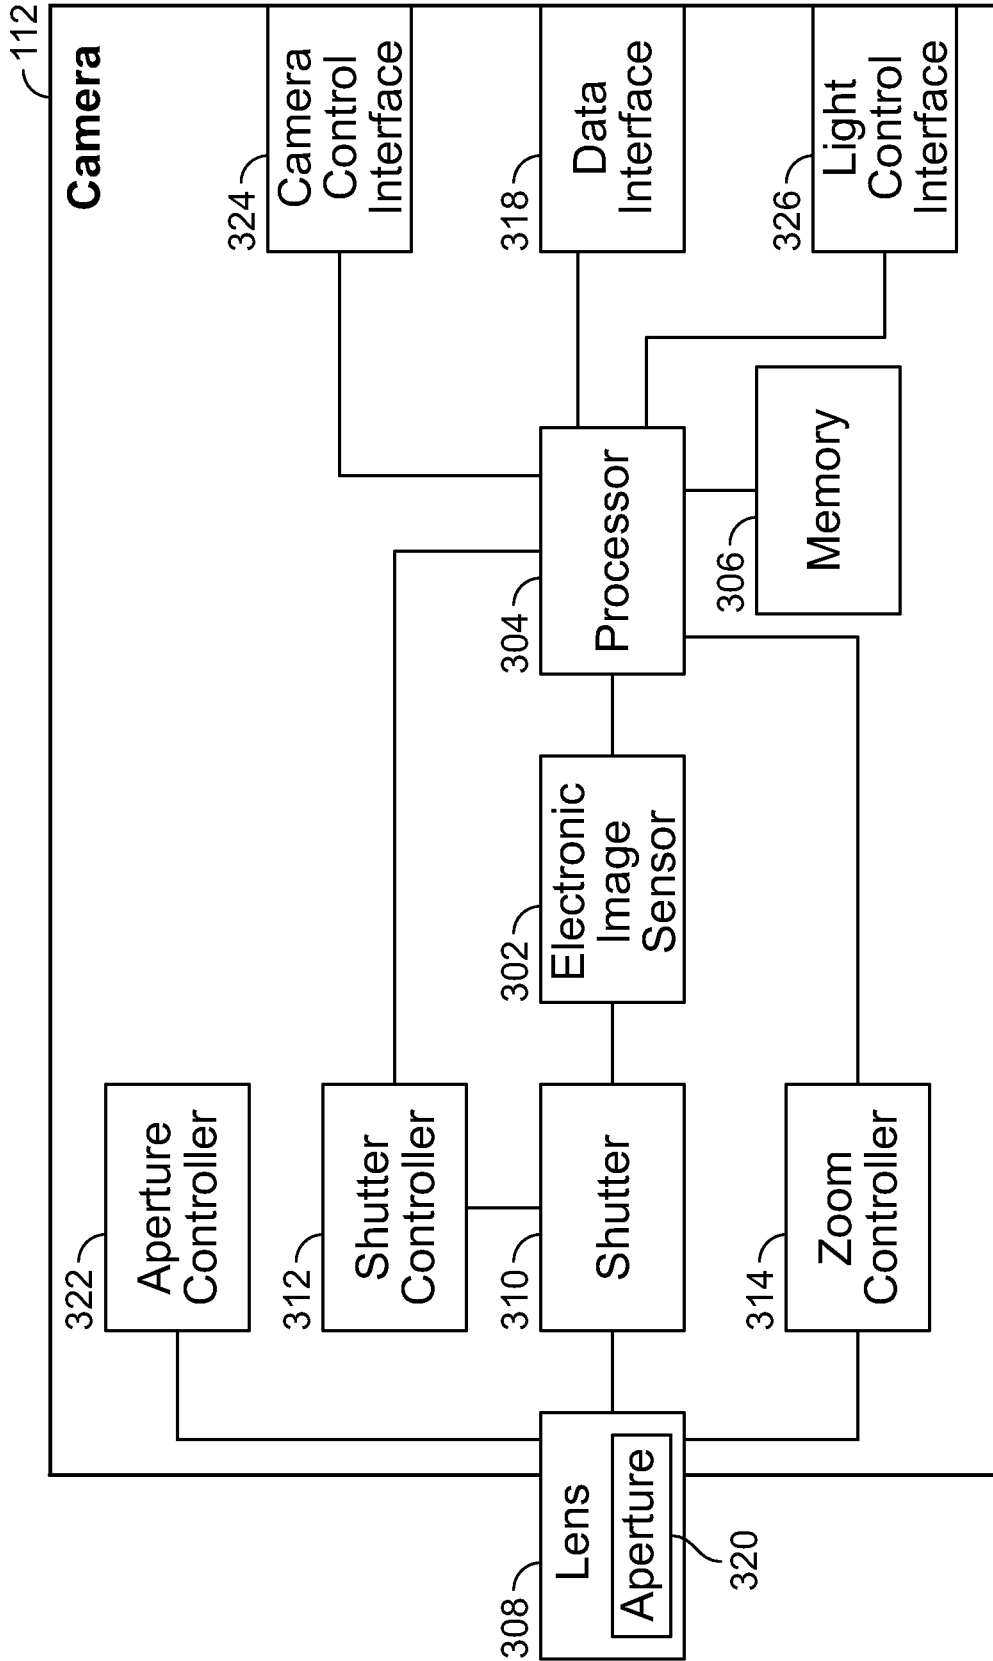 112
Camera
322
Aperture
Controller
324
Camera
Control
Interface
312
Shutter
Controller
308
Lens
Aperture
320
310
Shutter
302
Electronic
Image
Sensor
304
Processor
318
Data
Interface
314
Zoom
Controller
306
Memory
326
Light
Control
Interface